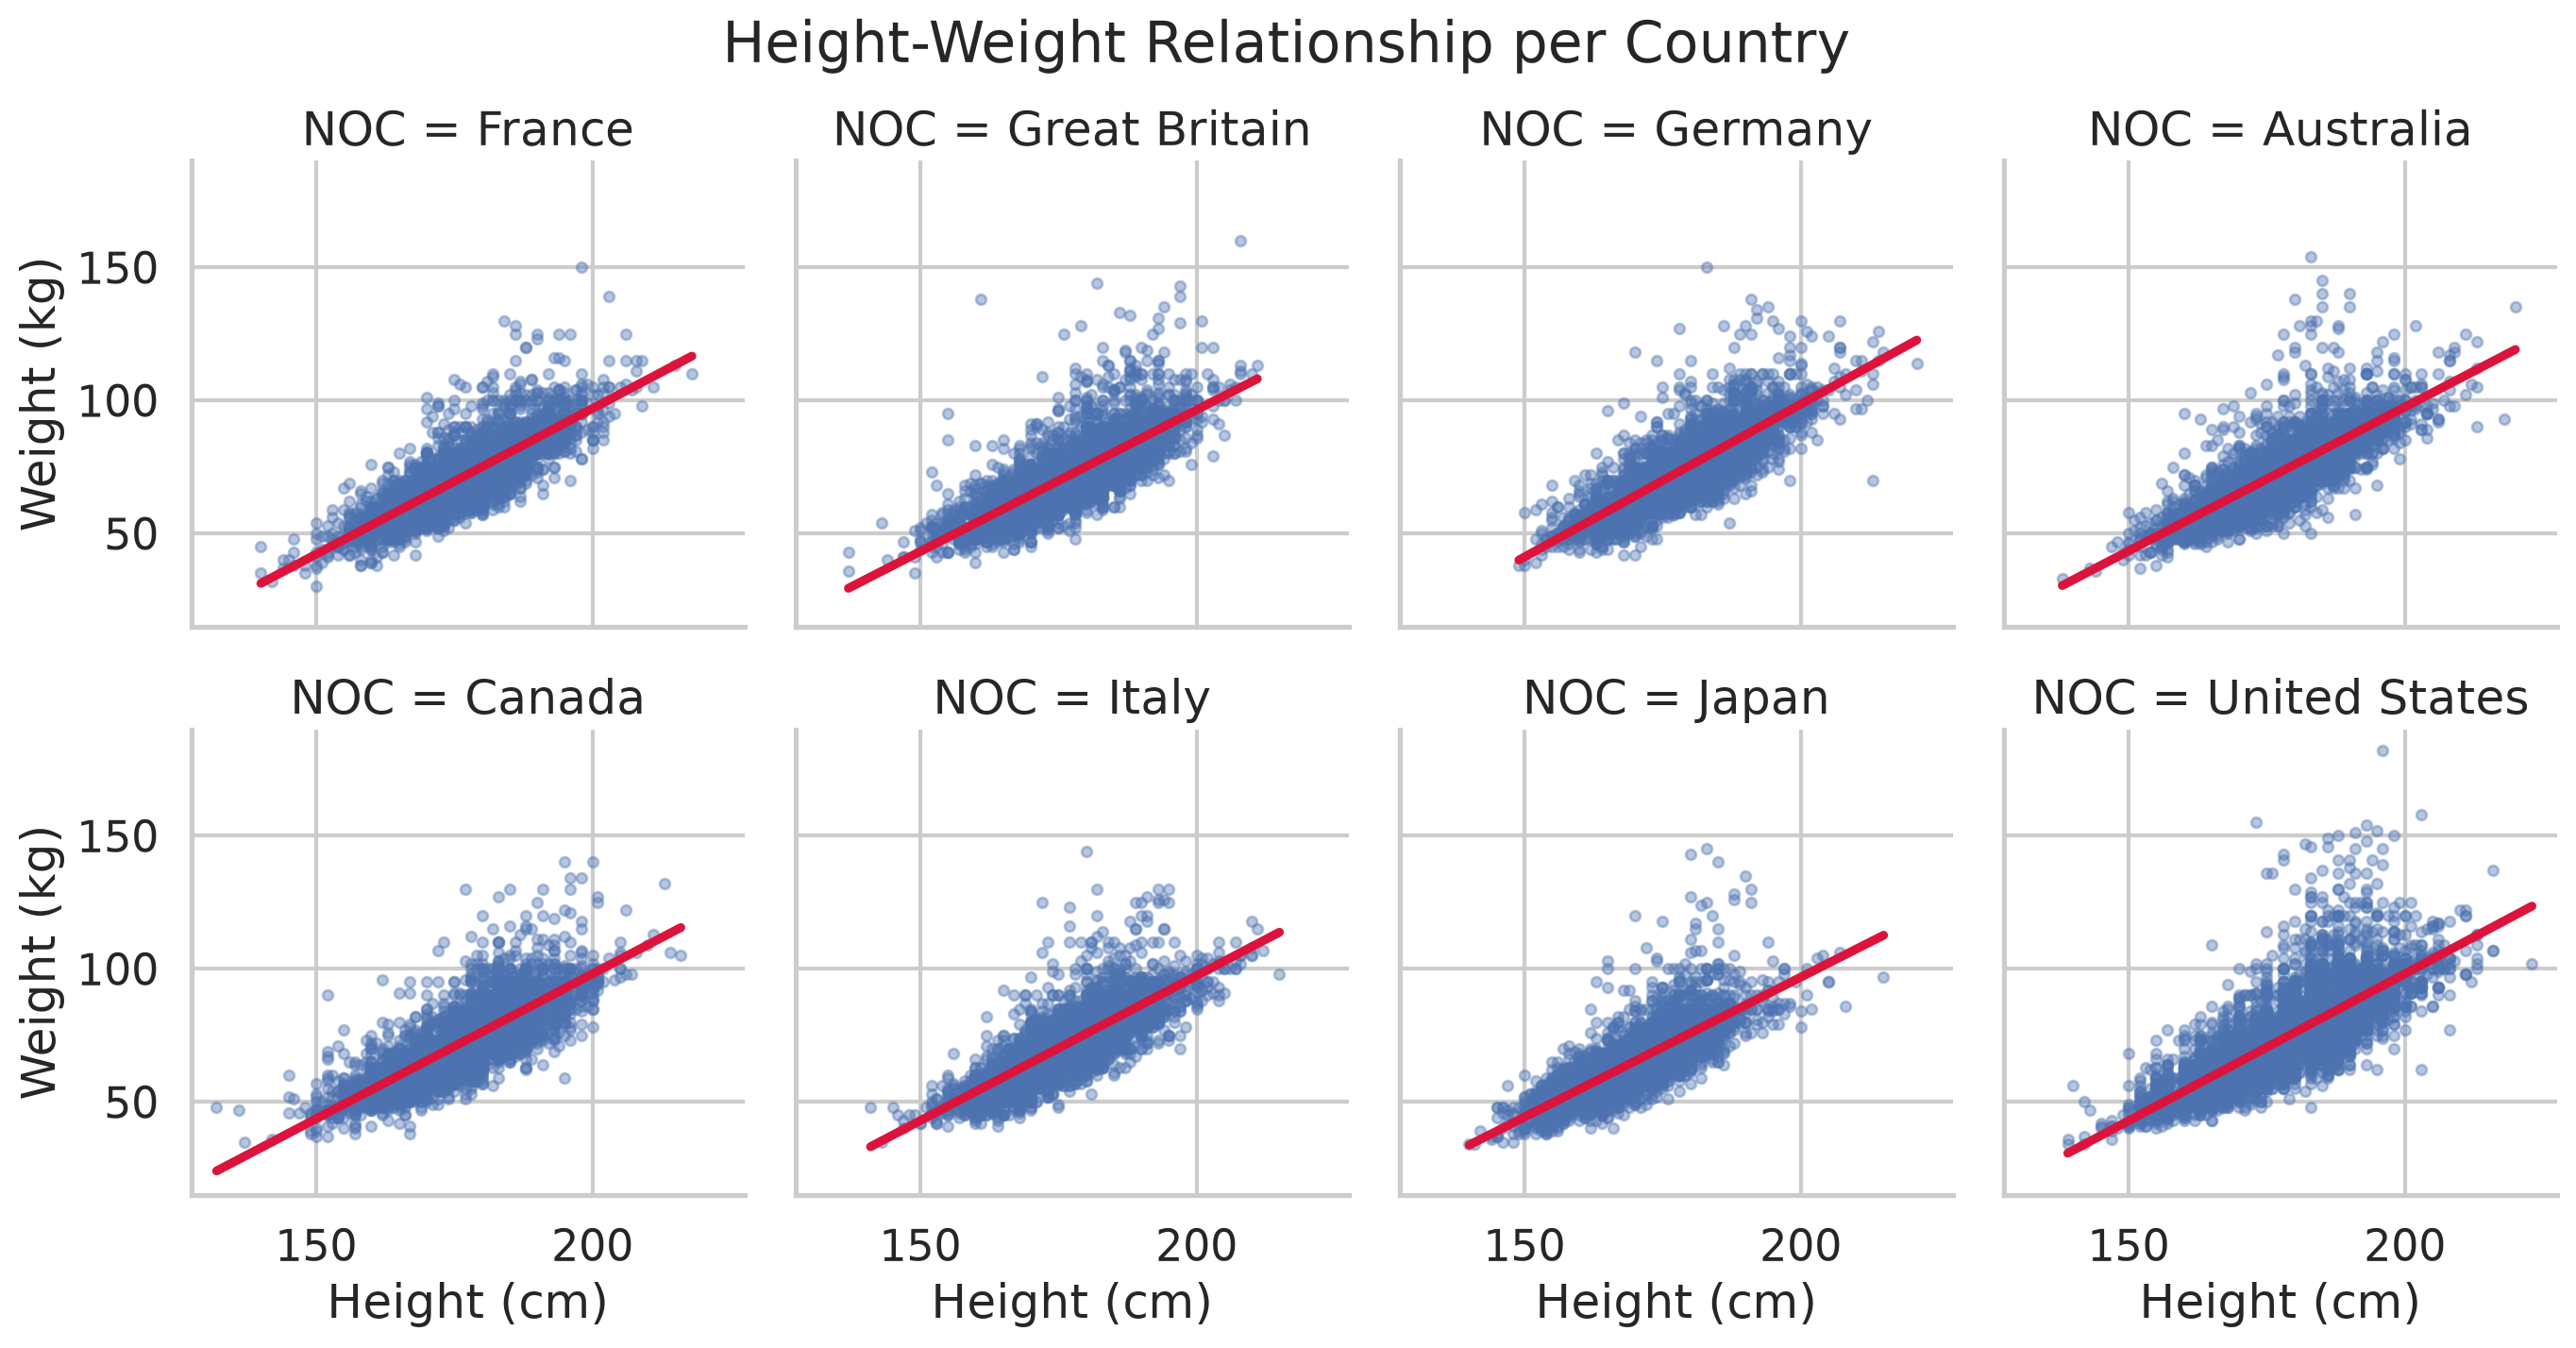 Height-Weight Relationship per Country
NOC = France
NOC = Great Britain
NOC = Germany
NOC = Australia
Weight (kg)
150
100
50
NOC = Canada
NOC = Italy
NOC = Japan
NOC = United States
Weight (kg)
150
100
50
150 200
150 200
150 200
150 200
Height (cm)
Height (cm)
Height (cm)
Height (cm)